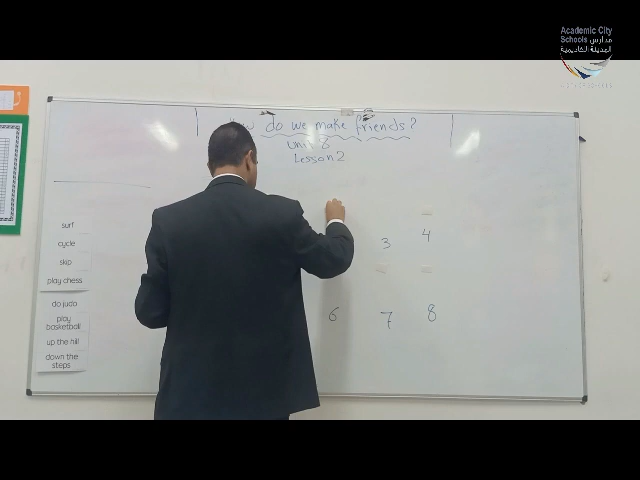 Academic City
Schools مدارس
المدينة الأكاديمية
do we make friends?
Unit 8
Lesson 2
surf
cycle
skip
play chess
do judo
play
basketball
up the hill
down the
steps
3 4
6 7 8